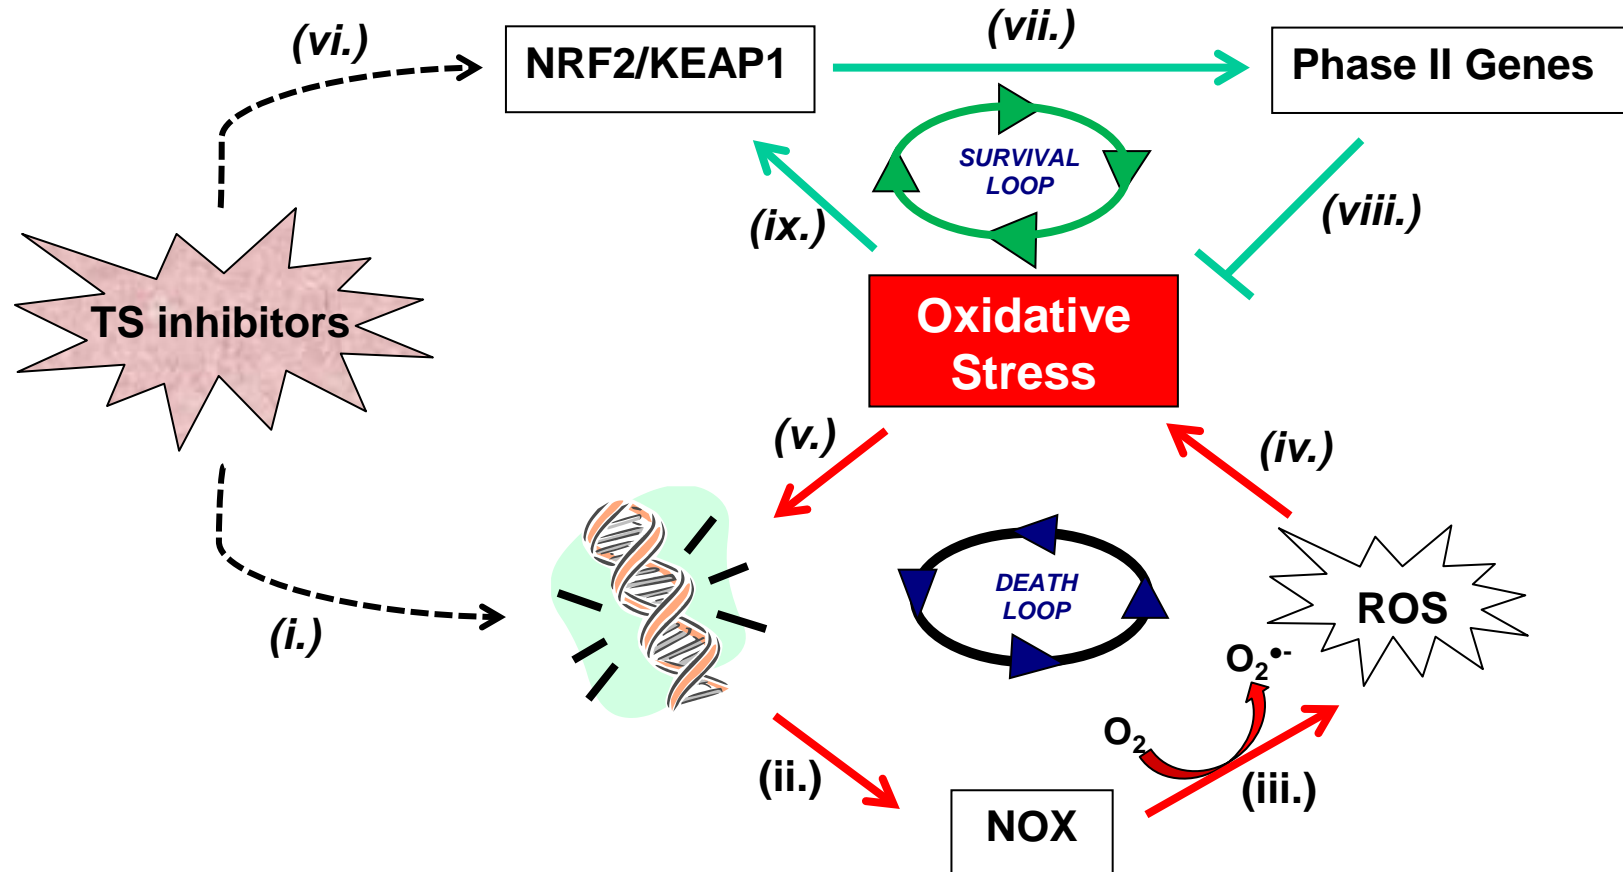 (vi.)
NRF2/KEAP1
(vii.)
Phase II Genes
SURVIVAL
LOOP
(ix.)
(viii.)
TS inhibitors
Oxidative
Stress
(v.)
(iv.)
DEATH
LOOP
ROS
(i.)
O₂•-
O₂
(ii.)
(iii.)
NOX